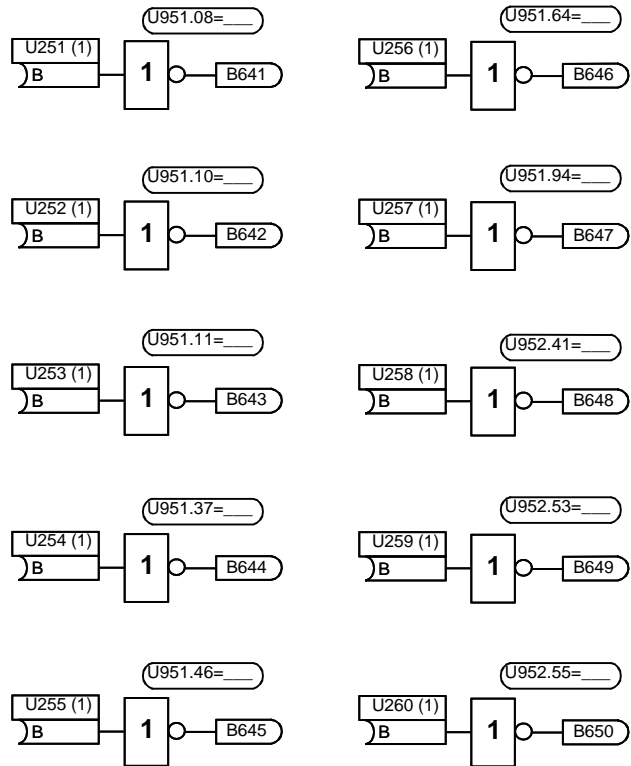 U951.08=___
U251 (1)
B 1 B641
U951.10=___
U252 (1)
B 1 B642
U951.11=___
U253 (1)
B 1 B643
U951.37=___
U254 (1)
B 1 B644
U951.46=___
U255 (1)
B 1 B645
U951.64=___
U256 (1)
B 1 B646
U951.94=___
U257 (1)
B 1 B647
U952.41=___
U258 (1)
B 1 B648
U952.53=___
U259 (1)
B 1 B649
U952.55=___
U260 (1)
B 1 B650